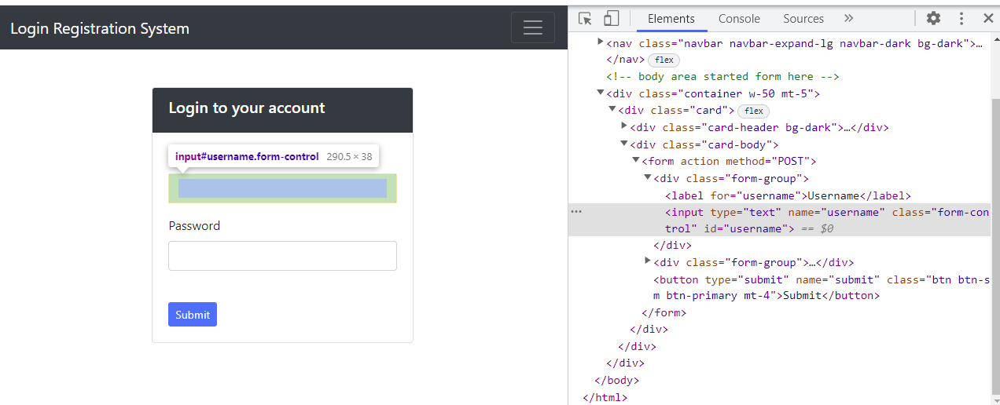 Login Registration System
Login to your account
input#username.form-control 290.5 × 38
Password
Submit
Elements Console Sources »
<nav class="navbar navbar-expand-lg navbar-dark bg-dark">…
</nav> flex
<!-- body area started form here -->
<div class="container w-50 mt-5">
<div class="card"> flex
<div class="card-header bg-dark">…</div>
<div class="card-body">
<form action method="POST">
<div class="form-group">
<label for="username">Username</label>
<input type="text" name="username" class="form-con
trol" id="username"> == $0
</div>
<div class="form-group">…</div>
<button type="submit" name="submit" class="btn btn-s
m btn-primary mt-4">Submit</button>
</form>
</div>
</div>
</div>
</body>
</html>